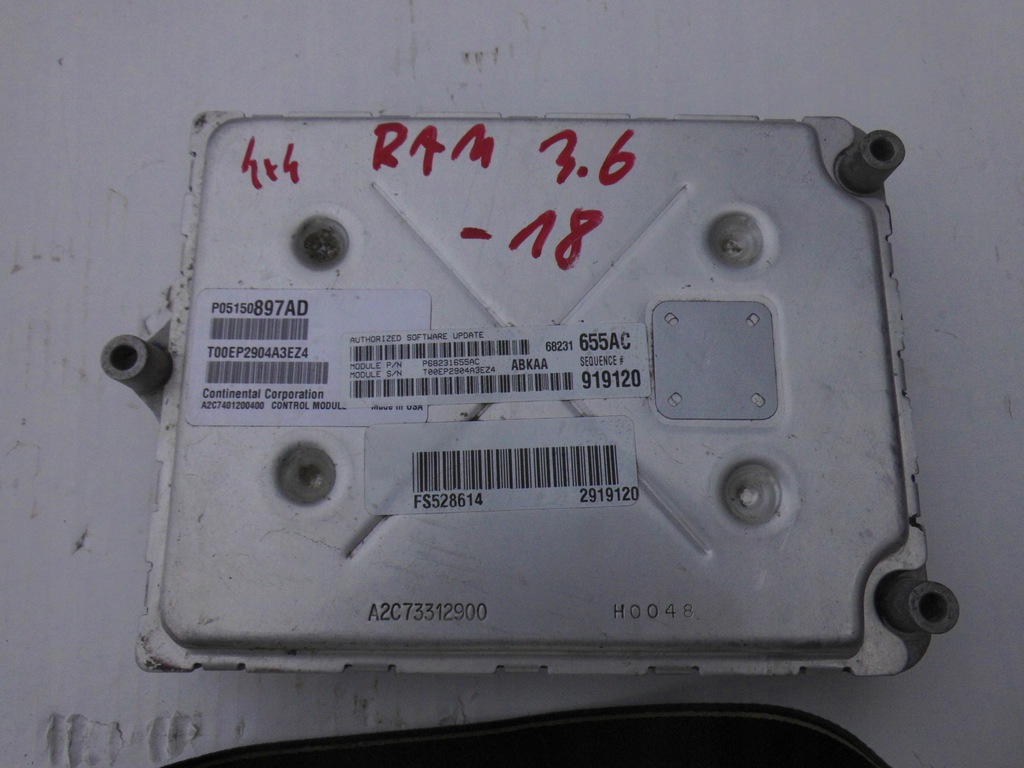 4x4 RAM 3.6
-18
P05150897AD
T00EP2904A3EZ4
Continental Corporation
A2C7401200400 CONTROL MODULE
Made in USA
AUTHORIZED SOFTWARE UPDATE
68231 655AC
MODULE P/N P68231655AC ABKAA SEQUENCE #
MODULE S/N T00EP2904A3EZ4
919120
FS528614 2919120
A2C73312900 H0048